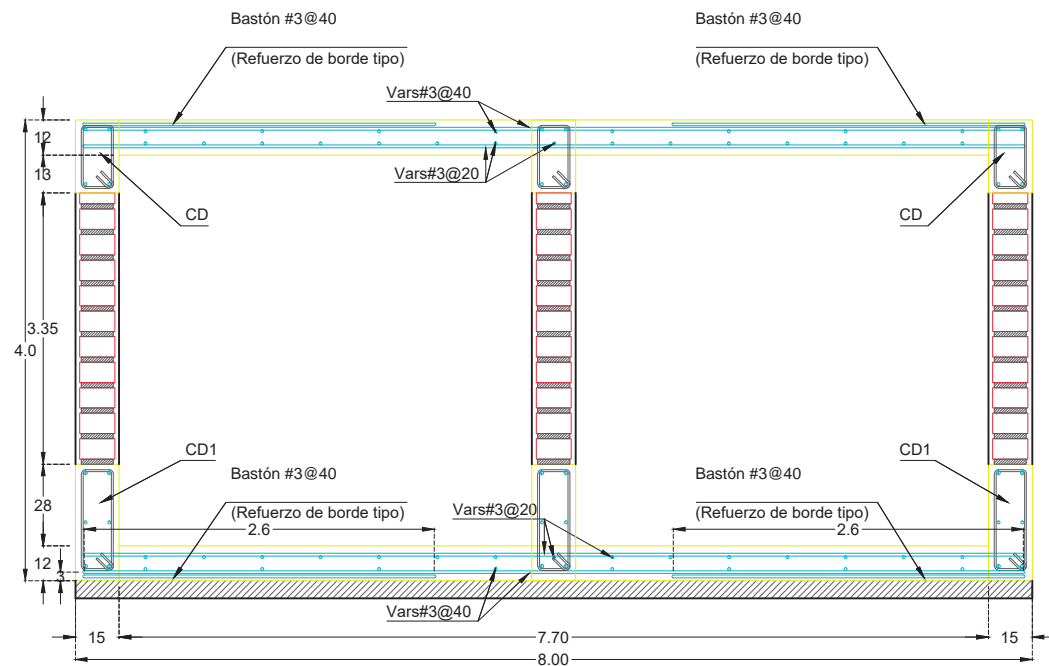 Bastón #3@40
(Refuerzo de borde tipo)
Bastón #3@40
(Refuerzo de borde tipo)
Vars#3@40
Vars#3@20
12
13
CD
CD
3.35
4.0
CD1
CD1
Bastón #3@40
(Refuerzo de borde tipo)
Bastón #3@40
(Refuerzo de borde tipo)
28
Vars#3@20
2.6
2.6
12
3
Vars#3@40
15
7.70
15
8.00